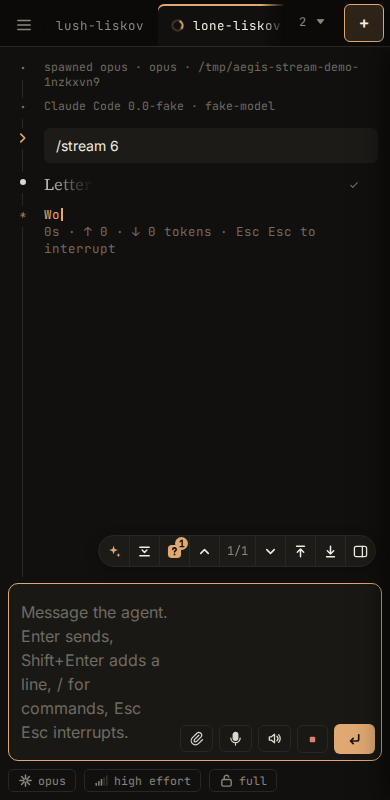 lush-liskov
lone-liskov
2
+
spawned opus · opus · /tmp/aegis-stream-demo-
1nzkxvn9
Claude Code 0.0-fake · fake-model
/stream 6
Letter
Wo
0s · ↑ 0 · ↓ 0 tokens · Esc Esc to
interrupt
1
1/1
Message the agent.
Enter sends,
Shift+Enter adds a
line, / for
commands, Esc
Esc interrupts.
opus
high effort
full